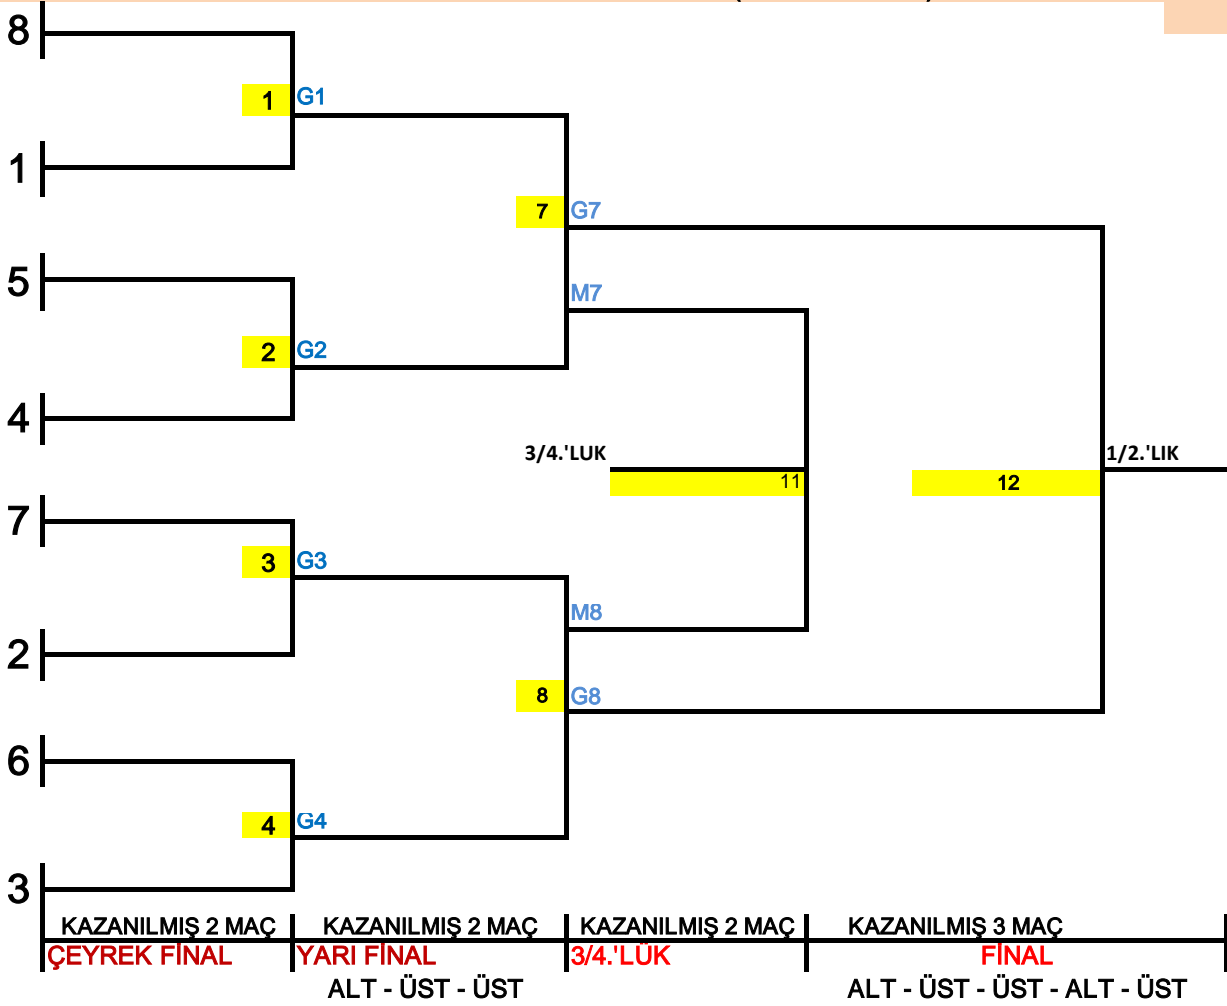 8
1 G1
1
7 G7
5
M7
2 G2
4
3/4.'LUK 1/2.'LIK
11 12
7
3 G3
M8
2
8 G8
6
4 G4
3
KAZANILMIŞ 2 MAÇ KAZANILMIŞ 2 MAÇ KAZANILMIŞ 2 MAÇ KAZANILMIŞ 3 MAÇ
ÇEYREK FİNAL YARI FİNAL 3/4.'LÜK FİNAL
ALT - ÜST - ÜST ALT - ÜST - ÜST - ALT - ÜST